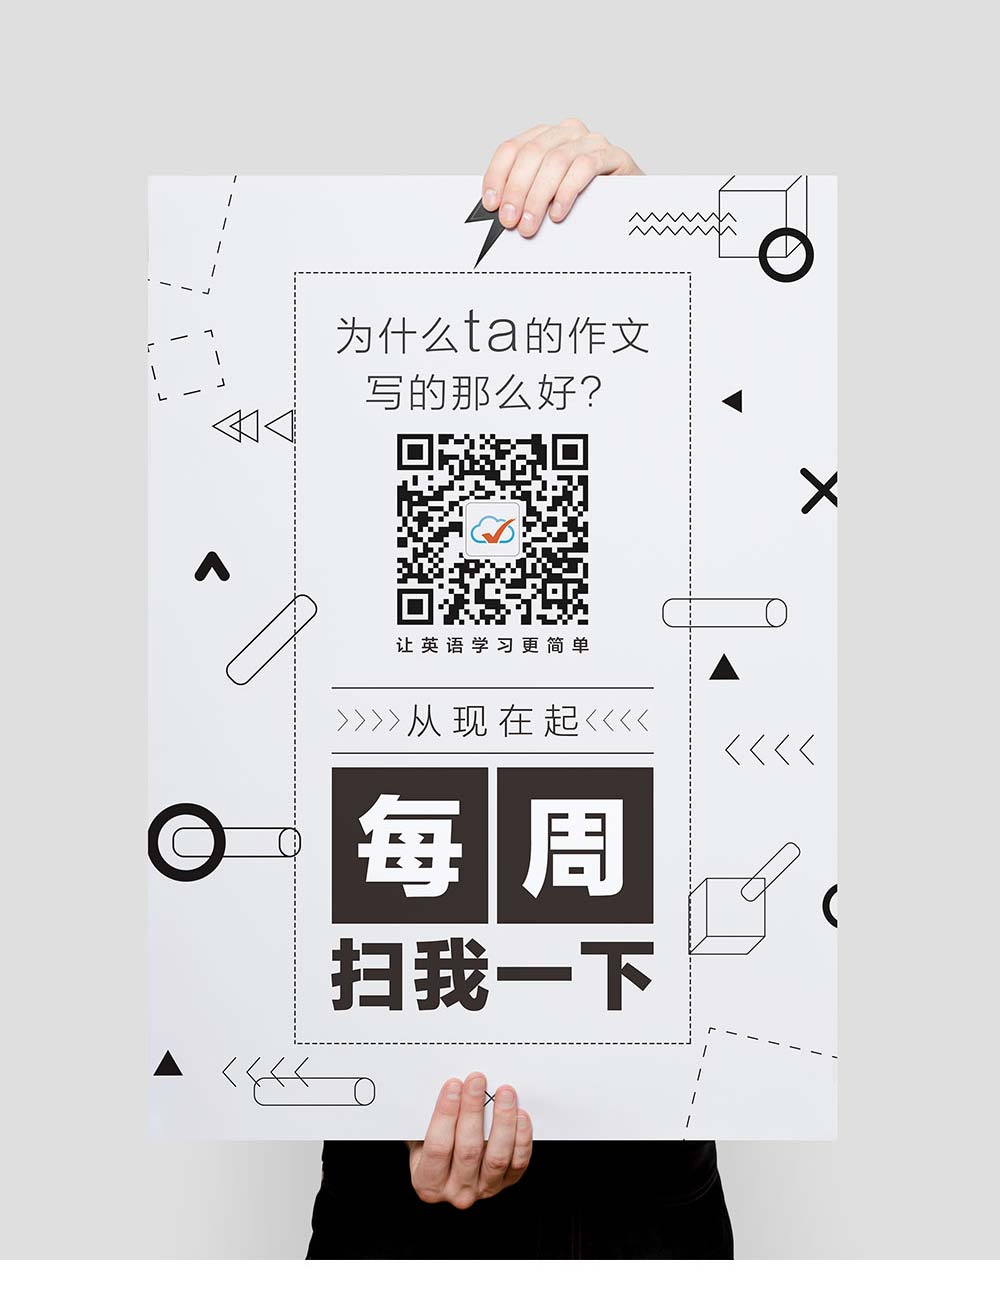 为什么ta的作文
写的那么好?
让英语学习更简单
从现在起
每周
扫我一下